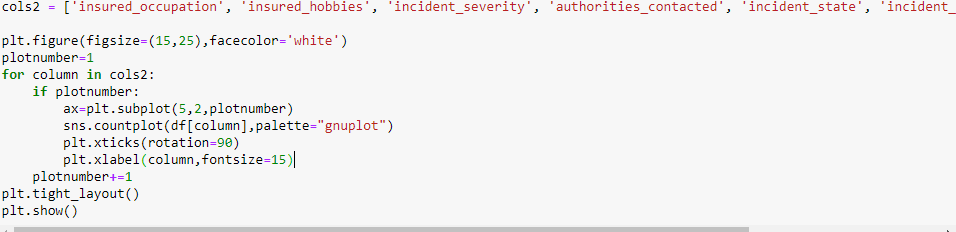 cols2 = ['insured_occupation', 'insured_hobbies', 'incident_severity', 'authorities_contacted', 'incident_state', 'incident_
plt.figure(figsize=(15,25),facecolor='white')
plotnumber=1
for column in cols2:
    if plotnumber:
        ax=plt.subplot(5,2,plotnumber)
        sns.countplot(df[column],palette="gnuplot")
        plt.xticks(rotation=90)
        plt.xlabel(column,fontsize=15)
    plotnumber+=1
plt.tight_layout()
plt.show()